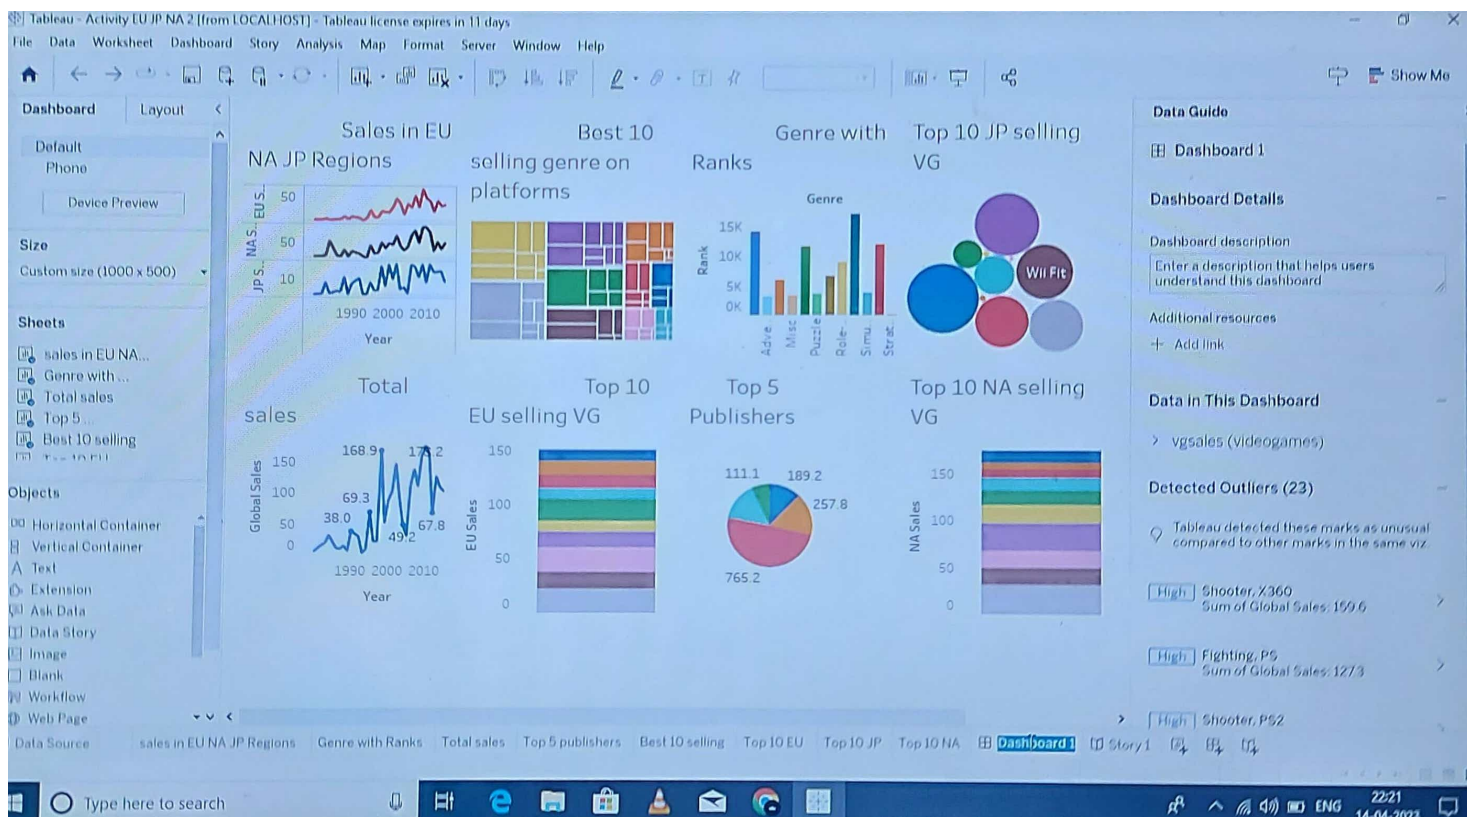 Tableau - Activity EU JP NA 2 [from LOCALHOST] - Tableau license expires in 11 days
File Data Worksheet Dashboard Story Analysis Map Format Server Window Help
Show Me
Dashboard Layout
Default
Phone
Device Preview
Size
Custom size (1000 x 500)
Sheets
sales in EU NA...
Genre with ...
Total sales
Top 5 ...
Best 10 selling
Objects
Horizontal Container
Vertical Container
Text
Extension
Ask Data
Data Story
Image
Blank
Workflow
Web Page
Sales in EU
NA JP Regions
EU S..
50
NA S..
50
JP S..
10
1990 2000 2010
Year
Best 10
selling genre on
platforms
Genre with
Ranks
Genre
Rank
15K
10K
5K
0K
Adve..
Misc
Puzzle
Role-..
Simu..
Strat..
Top 10 JP selling
VG
Wii Fit
Total
sales
Global Sales
150
100
50
0
168.9
69.3
38.0
49.2
67.8
1990 2000 2010
Year
Top 10
EU selling VG
EU Sales
150
100
50
0
Top 5
Publishers
111.1 189.2
257.8
765.2
Top 10 NA selling
VG
NA Sales
150
100
50
0
Data Guide
Dashboard 1
Dashboard Details
Dashboard description
Enter a description that helps users
understand this dashboard
Additional resources
Add link
Data in This Dashboard
vgsales (videogames)
Detected Outliers (23)
Tableau detected these marks as unusual
compared to other marks in the same viz
High Shooter, X360
Sum of Global Sales: 159.6
High Fighting, PS
Sum of Global Sales: 127.3
High Shooter, PS2
Data Source sales in EU NA JP Regions Genre with Ranks Total sales Top 5 publishers Best 10 selling Top 10 EU Top 10 JP Top 10 NA Dashboard 1 Story 1
Type here to search
ENG
22:21